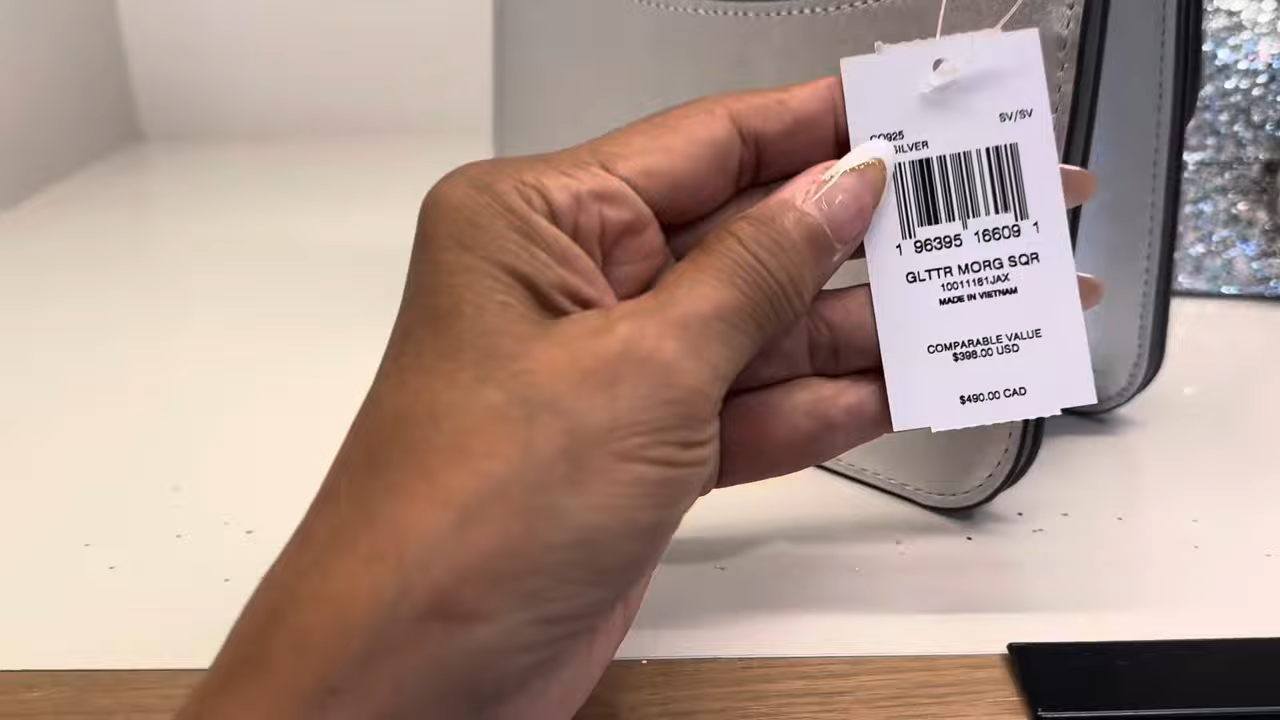 SV/SV
CO925
SILVER
1 96395 16609 1
GLTTR MORG SQR
10011161JAX
MADE IN VIETNAM
COMPARABLE VALUE
$398.00 USD
$490.00 CAD